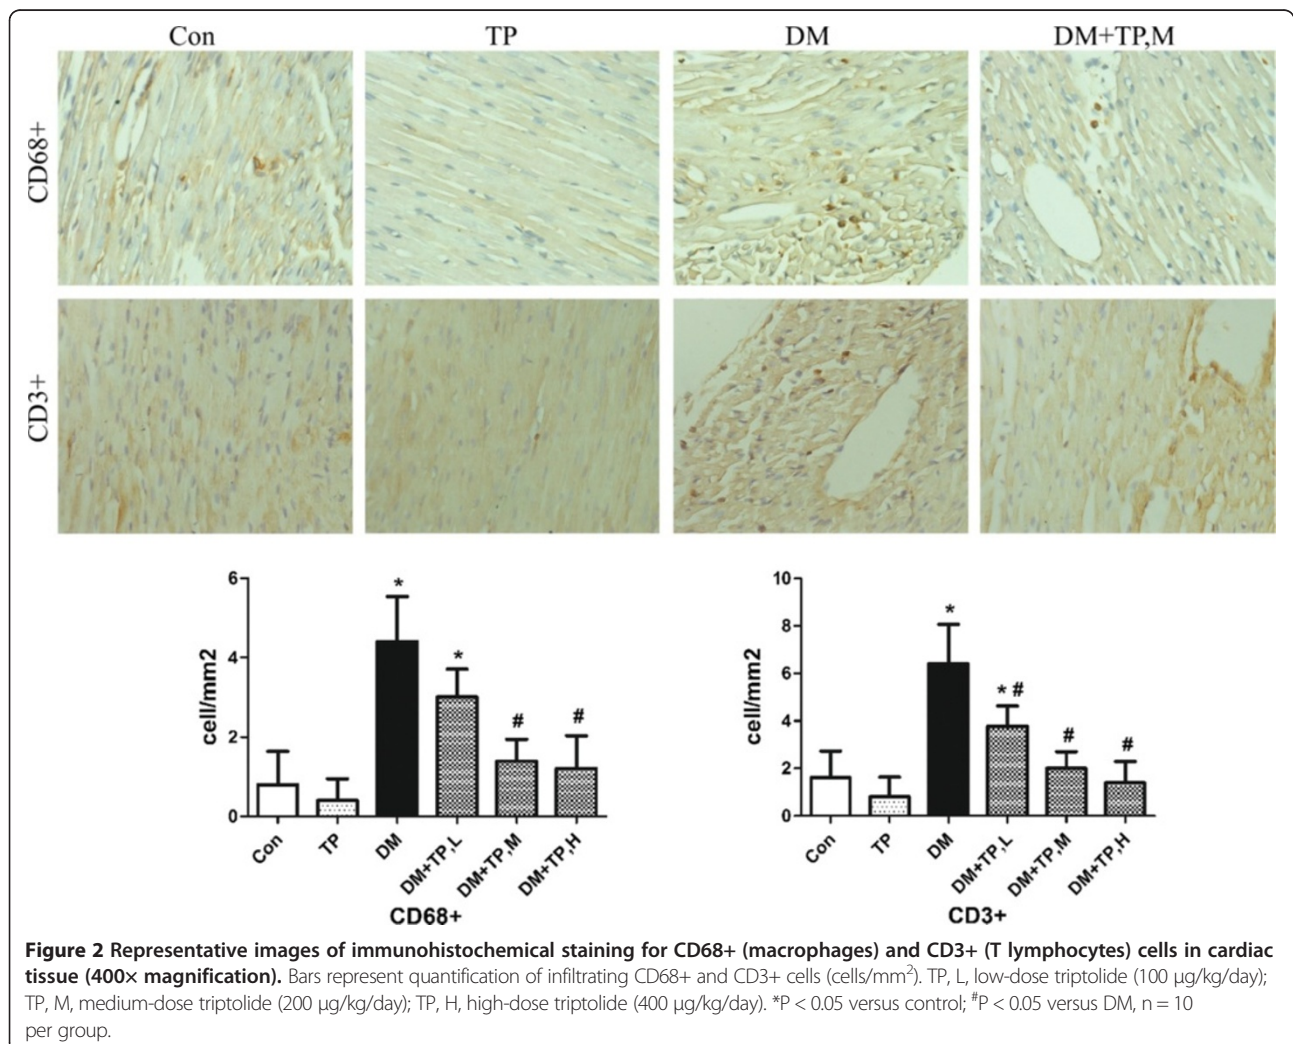 Con TP DM DM+TP,M
CD68+
CD3+
6
4
2
0
cell/mm2
*
*
#
#
Con TP DM DM+TP,L DM+TP,M DM+TP,H
CD68+
10
8
6
4
2
0
cell/mm2
*
* #
#
#
Con TP DM DM+TP,L DM+TP,M DM+TP,H
CD3+
Figure 2 Representative images of immunohistochemical staining for CD68+ (macrophages) and CD3+ (T lymphocytes) cells in cardiac
tissue (400× magnification). Bars represent quantification of infiltrating CD68+ and CD3+ cells (cells/mm²). TP, L, low-dose triptolide (100 μg/kg/day);
TP, M, medium-dose triptolide (200 μg/kg/day); TP, H, high-dose triptolide (400 μg/kg/day). *P < 0.05 versus control; #P < 0.05 versus DM, n = 10
per group.